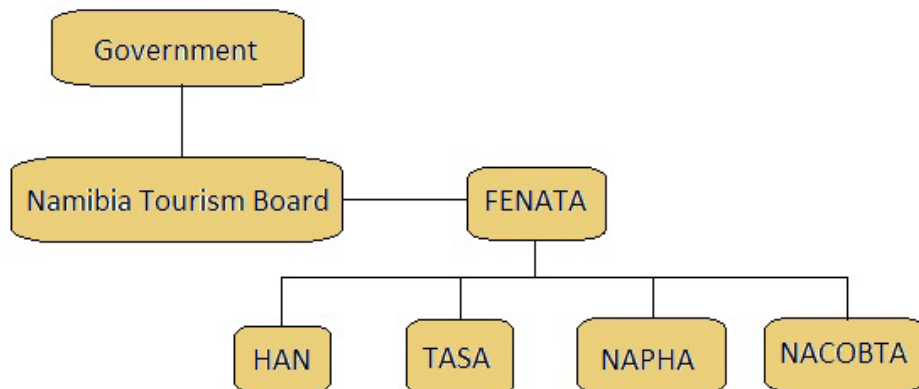 Government
Namibia Tourism Board
FENATA
HAN
TASA
NAPHA
NACOBTA